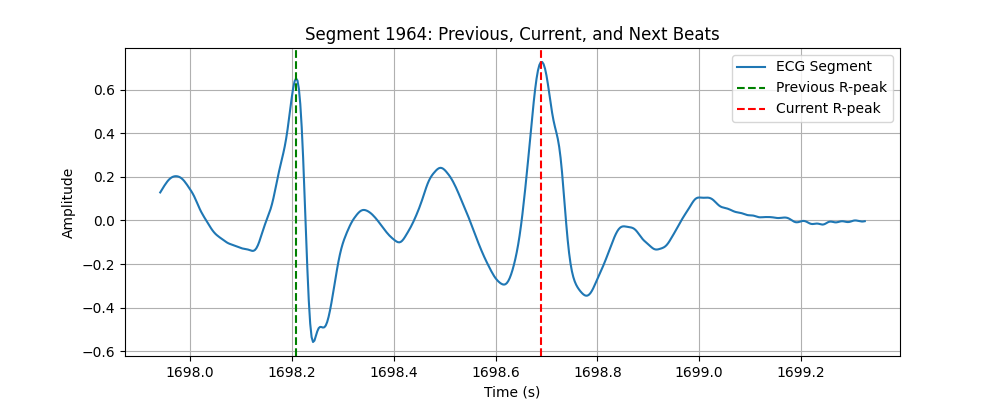 Segment 1964: Previous, Current, and Next Beats
ECG Segment
Previous R-peak
Current R-peak
Amplitude
0.6
0.4
0.2
0.0
−0.2
−0.4
−0.6
1698.0 1698.2 1698.4 1698.6 1698.8 1699.0 1699.2
Time (s)